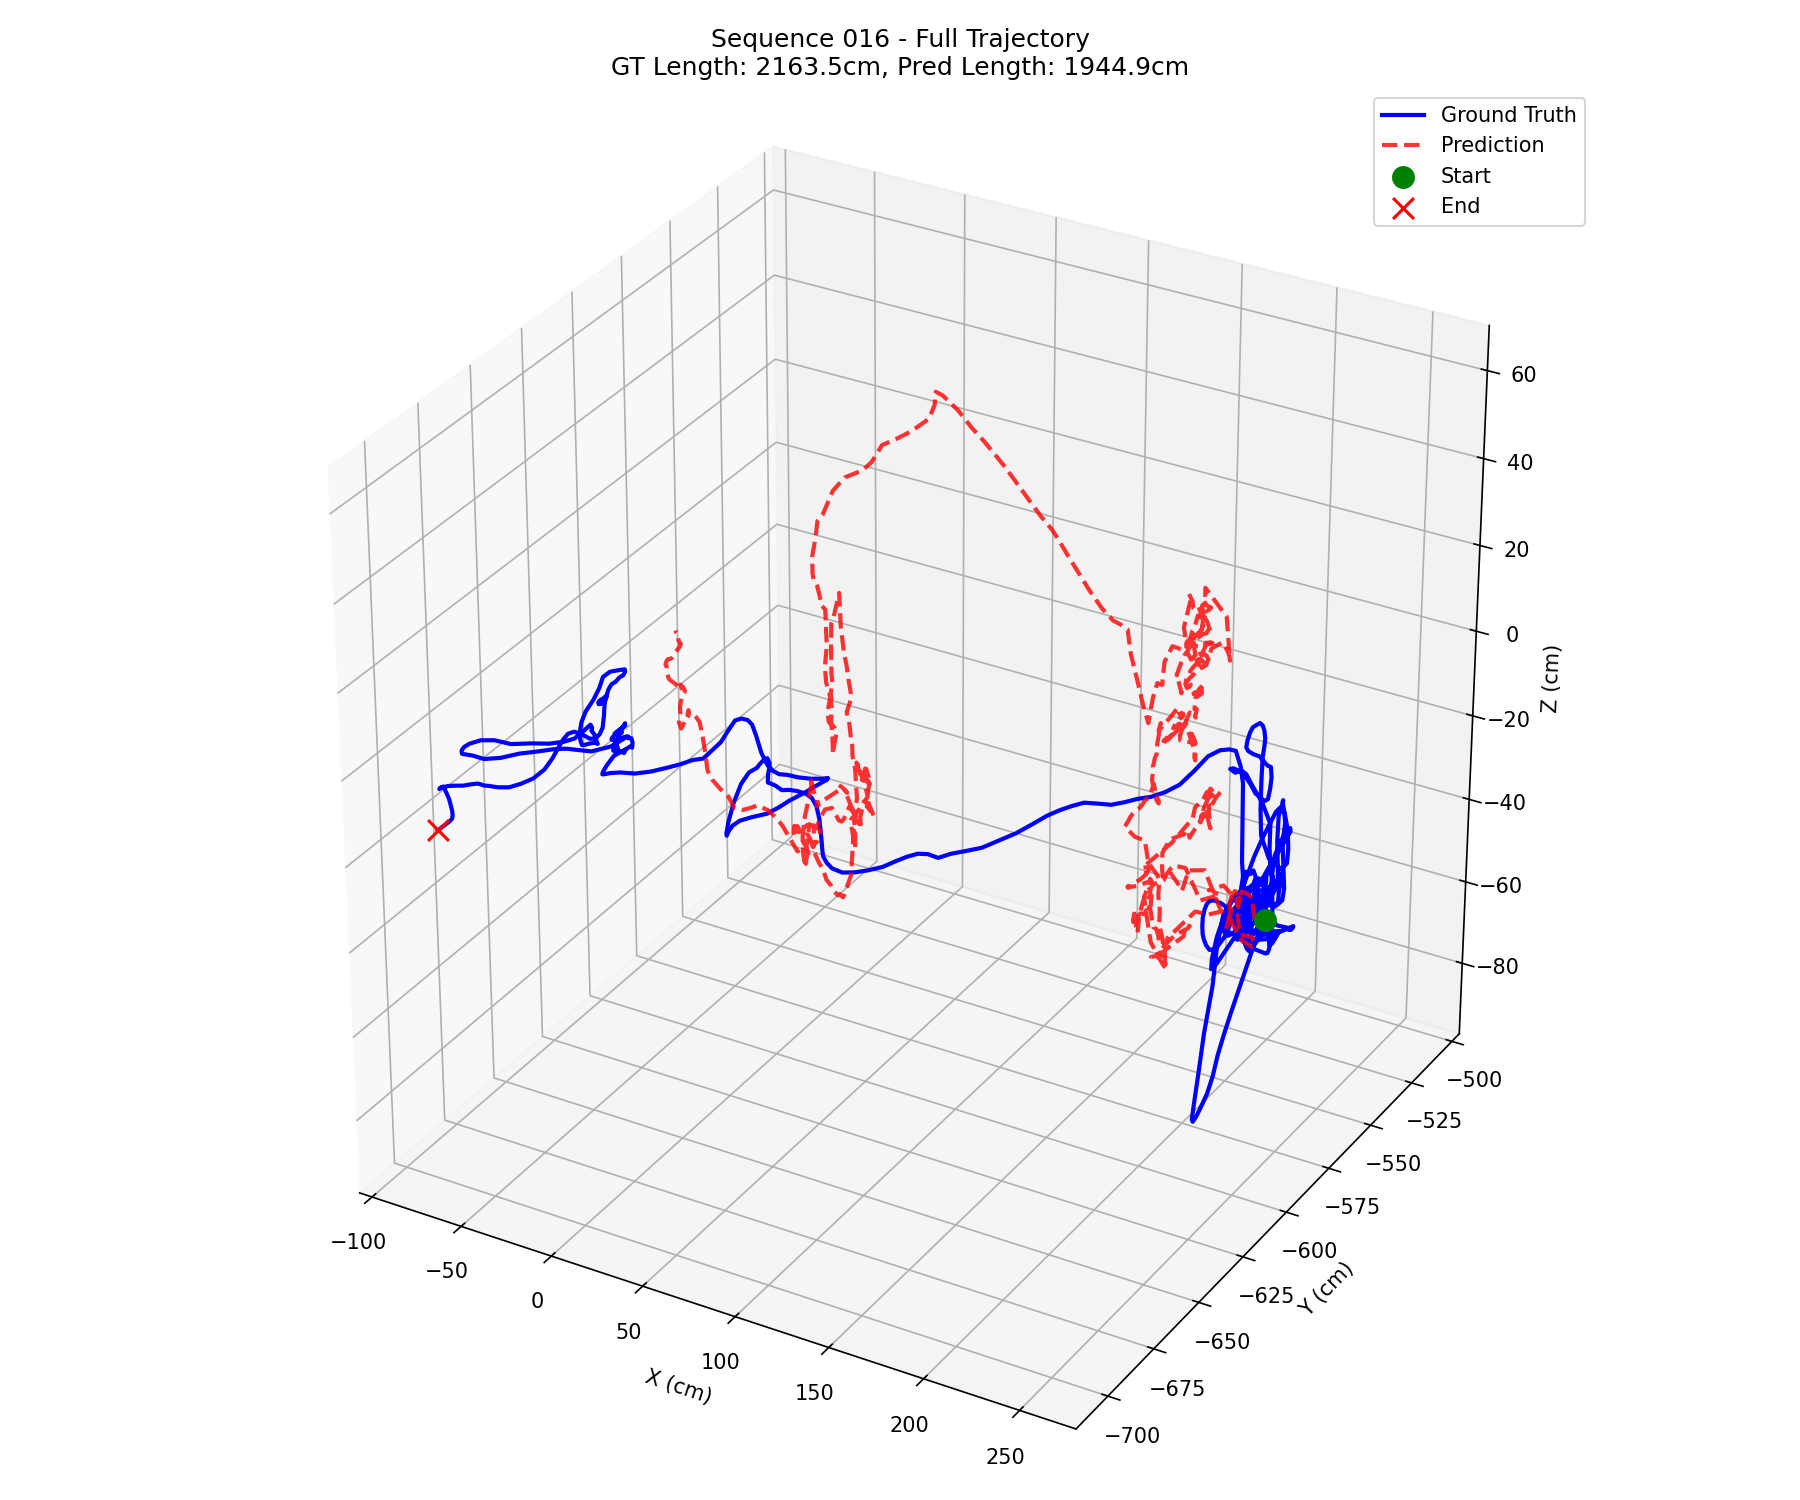 Sequence 016 - Full Trajectory
GT Length: 2163.5cm, Pred Length: 1944.9cm
Ground Truth
Prediction
Start
End
60
40
20
0
−20
−40
−60
−80
Z (cm)
−500
−525
−550
−575
−600
−625
−650
−675
−700
Y (cm)
−100
−50
0
50
100
150
200
250
X (cm)